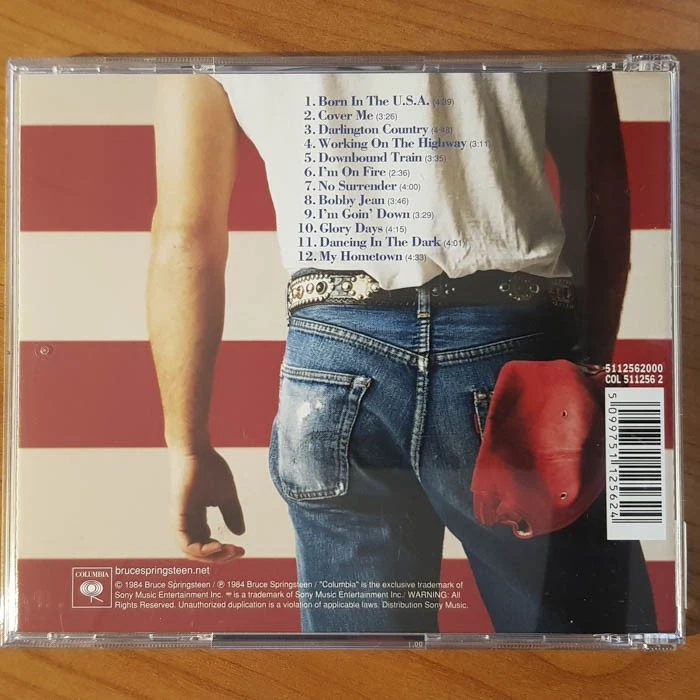 1. Born In The U.S.A. (4:39)
2. Cover Me (3:26)
3. Darlington Country (4:48)
4. Working On The Highway (3:11)
5. Downbound Train (3:35)
6. I'm On Fire (2:36)
7. No Surrender (4:00)
8. Bobby Jean (3:46)
9. I'm Goin' Down (3:29)
10. Glory Days (4:15)
11. Dancing In The Dark (4:01)
12. My Hometown (4:33)
5112562000
COL 511256 2
5 099751 125624
COLUMBIA
brucespringsteen.net
© 1984 Bruce Springsteen / ℗ 1984 Bruce Springsteen / "Columbia" is the exclusive trademark of
Sony Music Entertainment Inc. is a trademark of Sony Music Entertainment Inc./ WARNING: All
Rights Reserved. Unauthorized duplication is a violation of applicable laws. Distribution Sony Music.
1.00